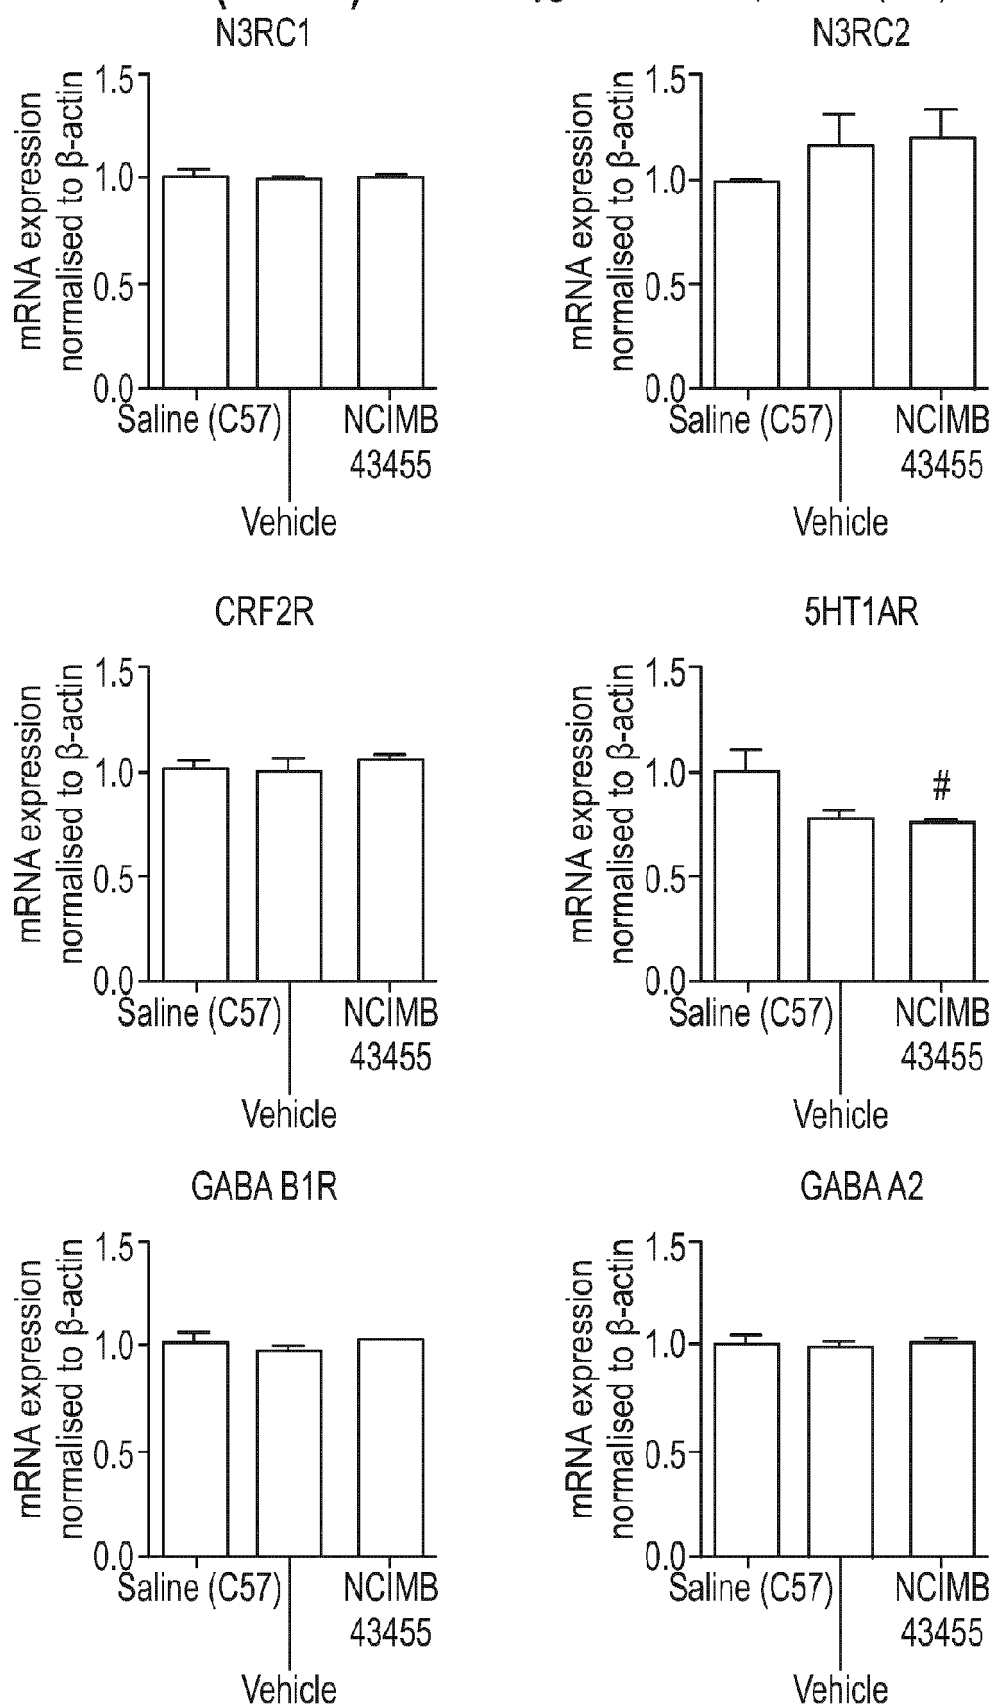 N3RC1
mRNA expression
normalised to β-actin
1.5
1.0
0.5
0.0
Saline (C57)
NCIMB
43455
Vehicle
N3RC2
mRNA expression
normalised to β-actin
1.5
1.0
0.5
0.0
Saline (C57)
NCIMB
43455
Vehicle
CRF2R
mRNA expression
normalised to β-actin
1.5
1.0
0.5
0.0
Saline (C57)
NCIMB
43455
Vehicle
5HT1AR
mRNA expression
normalised to β-actin
1.5
1.0
0.5
0.0
#
Saline (C57)
NCIMB
43455
Vehicle
GABA B1R
mRNA expression
normalised to β-actin
1.5
1.0
0.5
0.0
Saline (C57)
NCIMB
43455
Vehicle
GABA A2
mRNA expression
normalised to β-actin
1.5
1.0
0.5
0.0
Saline (C57)
NCIMB
43455
Vehicle